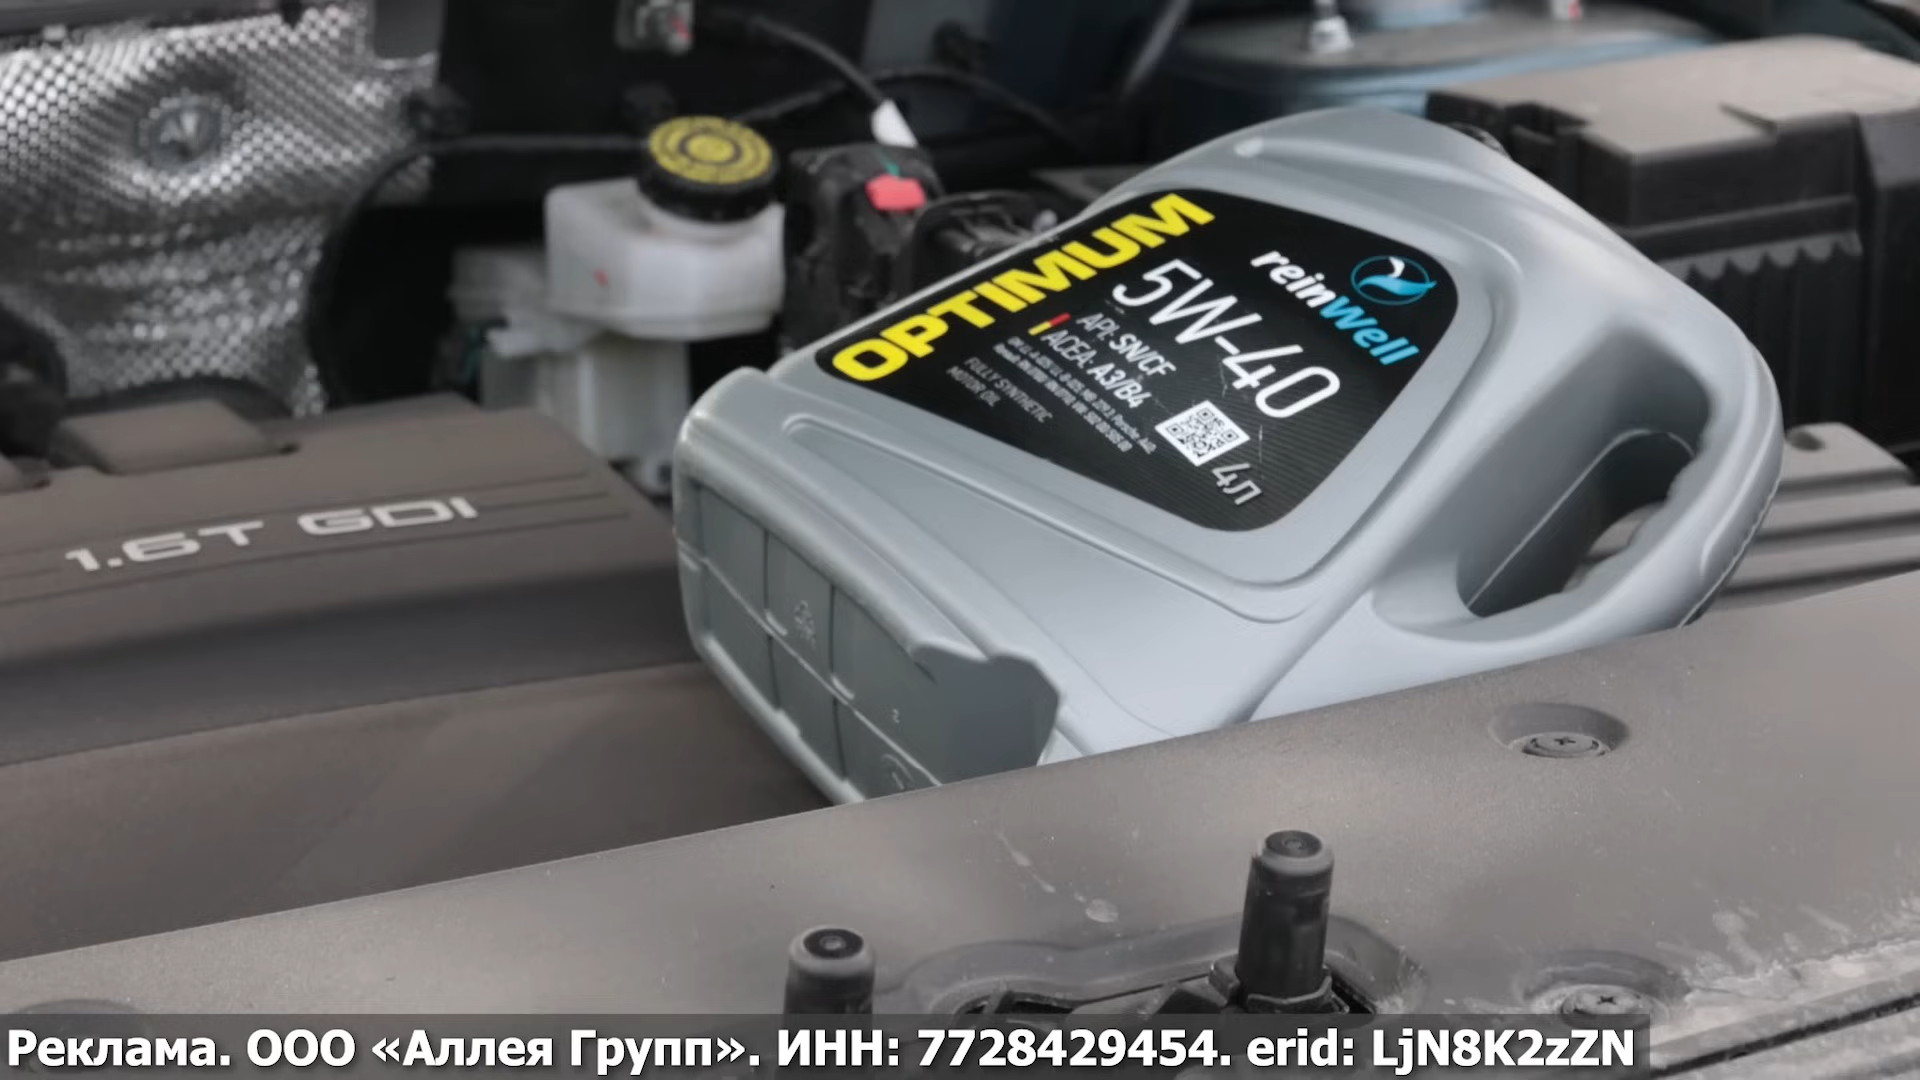 reinWell
OPTIMUM
5W-40
API: SN/CF
ACEA: A3/B4
FULLY SYNTHETIC
MOTOR OIL
4л
1.6T GDI
Реклама. ООО «Аллея Групп». ИНН: 7728429454. erid: LjN8K2zZN